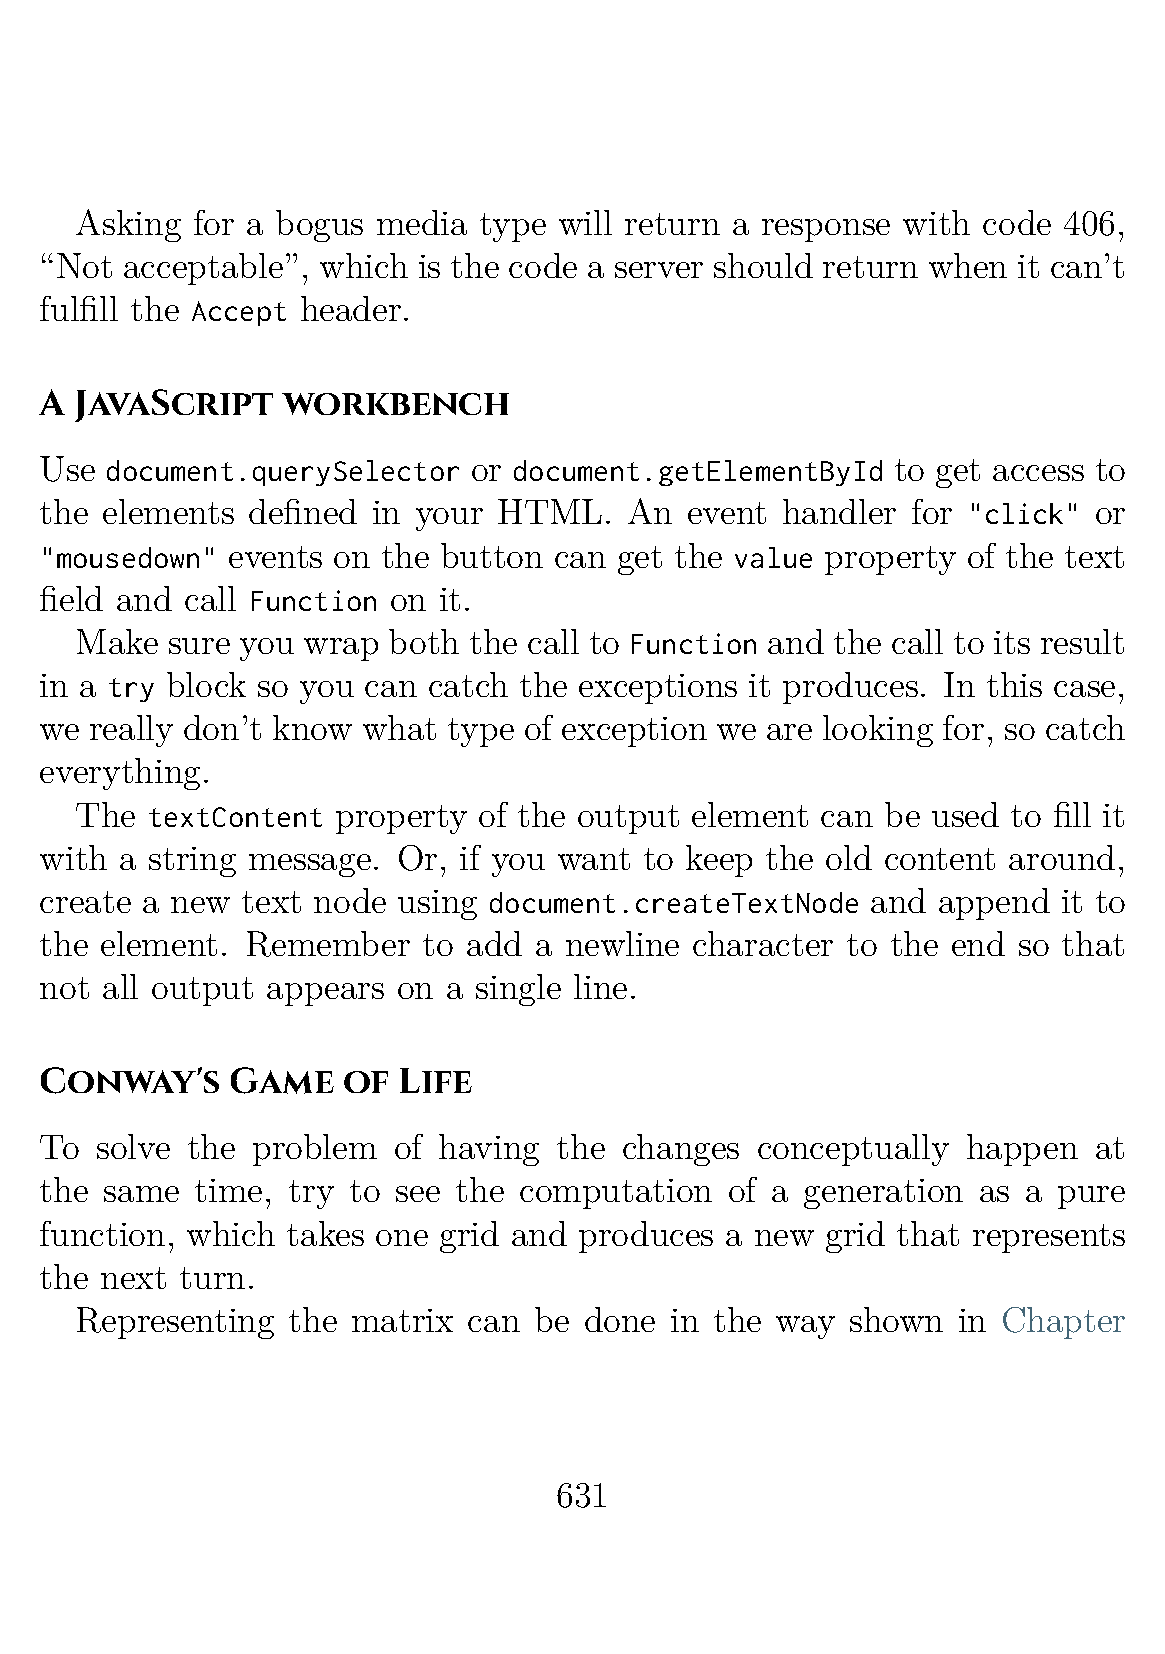 Asking for a bogus media type will return a response with code 406,
“Not acceptable”, which is the code a server should return when it can’t
fulfill the Accept header.
A JavaScript workbench
Use document.querySelector or document.getElementById to get access to
the elements defined in your HTML. An event handler for "click" or
"mousedown" events on the button can get the value property of the text
field and call Function on it.
Make sure you wrap both the call to Function and the call to its result
in a try block so you can catch the exceptions it produces. In this case,
we really don’t know what type of exception we are looking for, so catch
everything.
The textContent property of the output element can be used to fill it
with a string message. Or, if you want to keep the old content around,
create a new text node using document.createTextNode and append it to
the element. Remember to add a newline character to the end so that
not all output appears on a single line.
Conway’s Game of Life
To solve the problem of having the changes conceptually happen at
the same time, try to see the computation of a generation as a pure
function, which takes one grid and produces a new grid that represents
the next turn.
Representing the matrix can be done in the way shown in Chapter
631